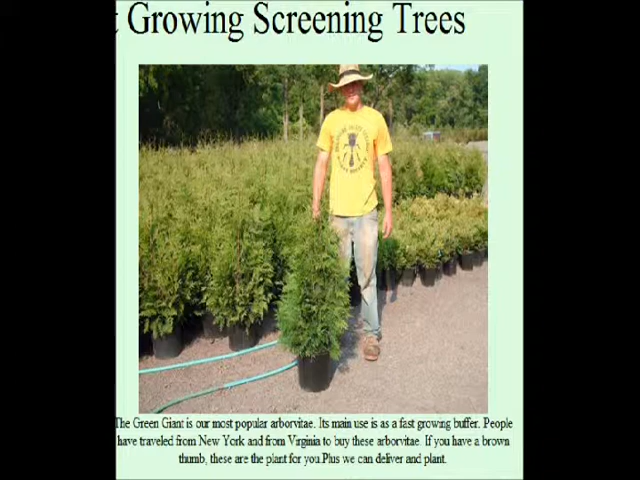 Growing Screening Trees
The Green Giant is our most popular arborvitae. Its main use is as a fast growing buffer. People
have traveled from New York and from Virginia to buy these arborvitae. If you have a brown
thumb, these are the plant for you.Plus we can deliver and plant.